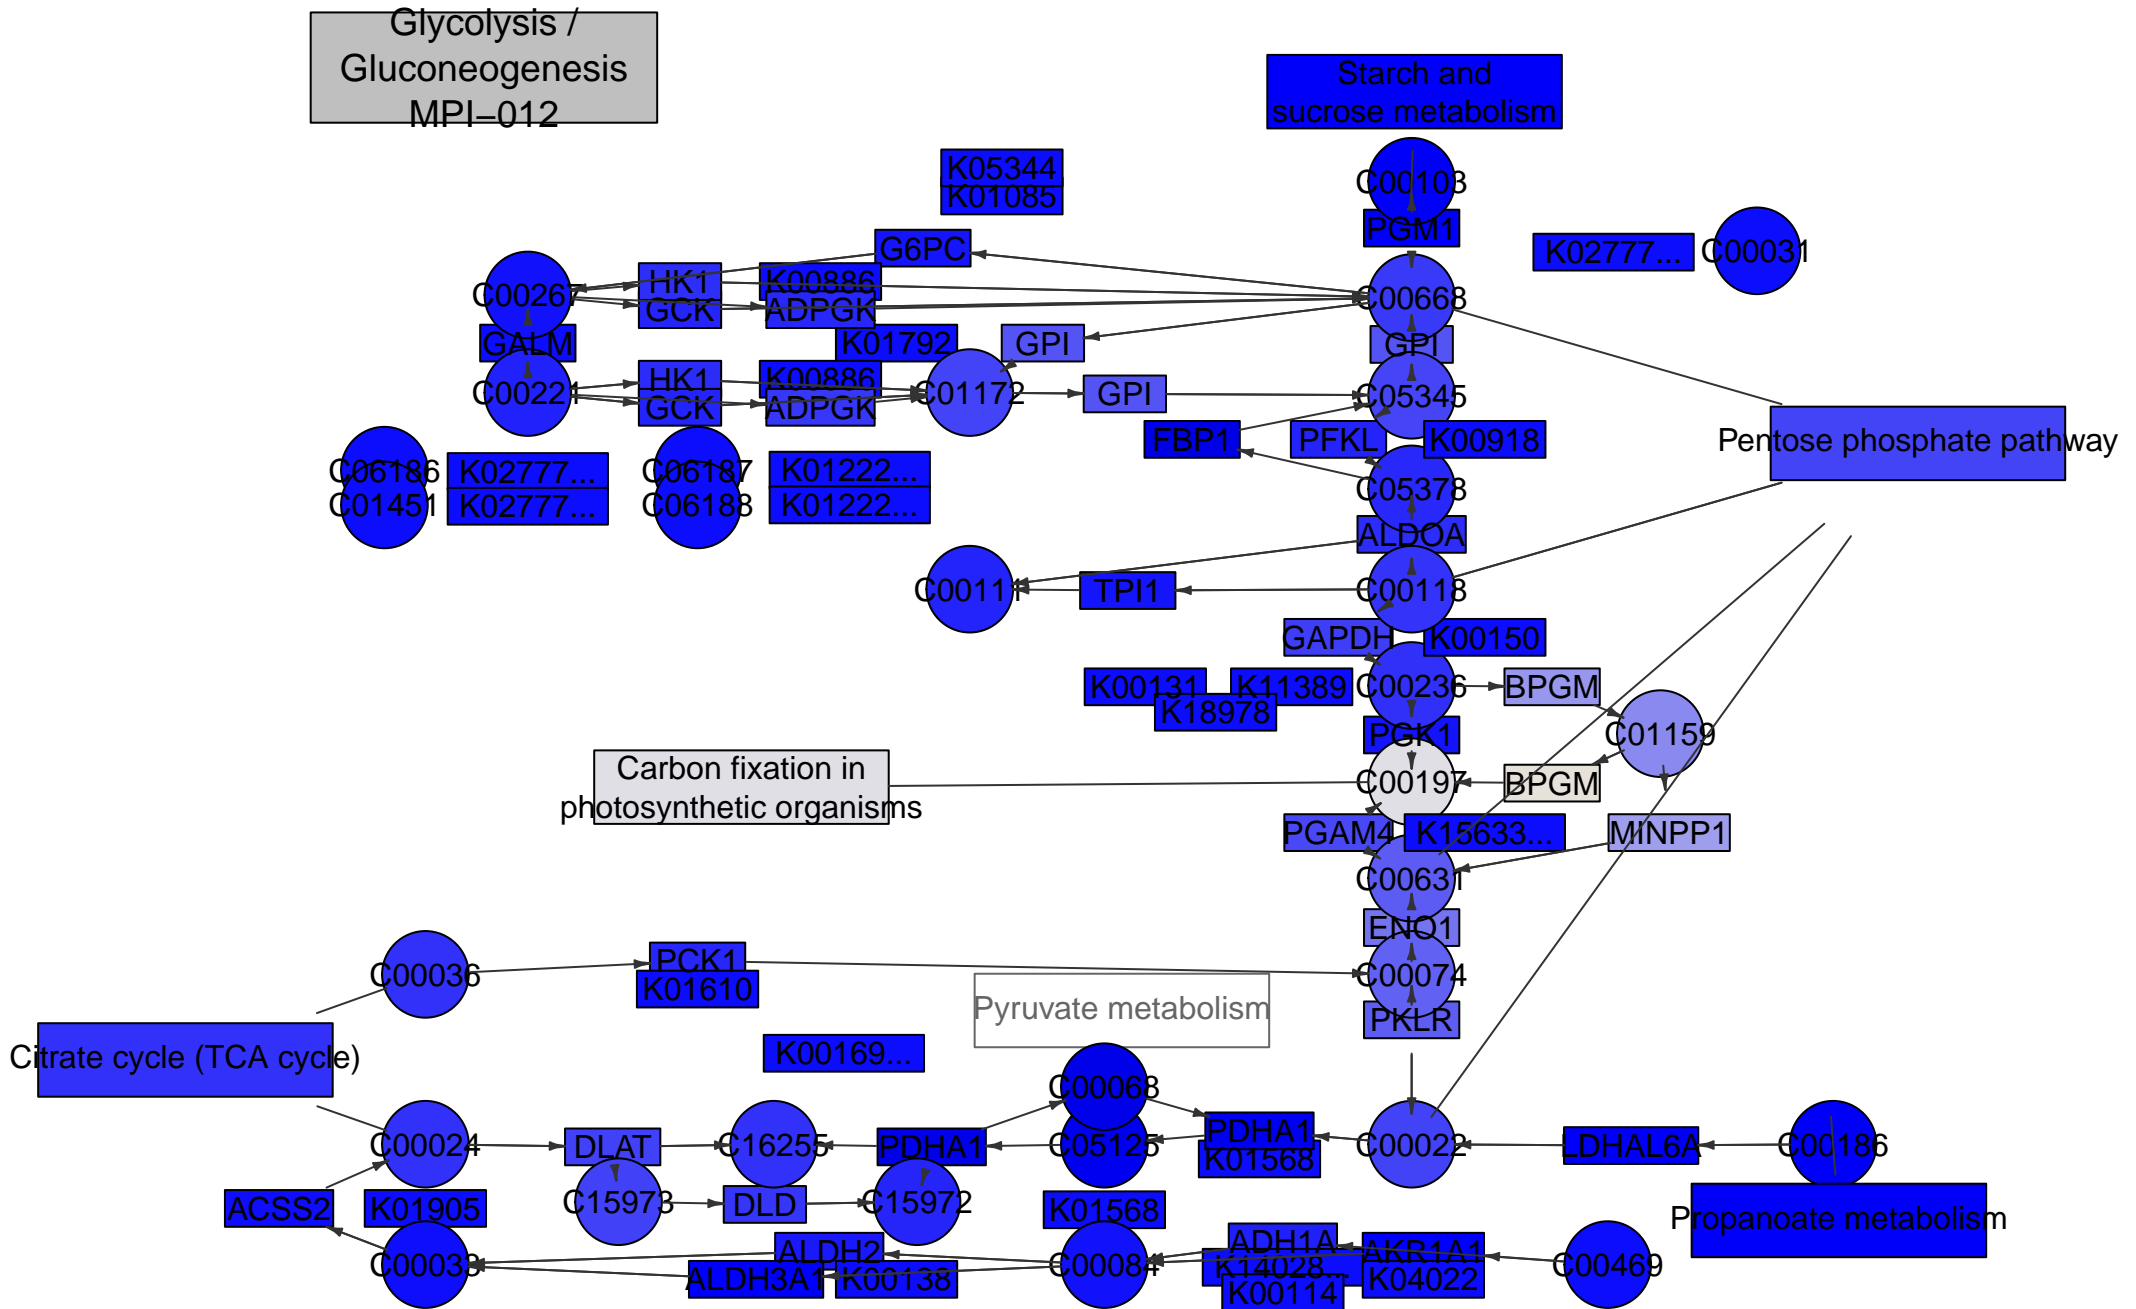 Glycolysis /
Gluconeogenesis
MPI−012
Starch and
sucrose metabolism
K05344
K01085
C00103
PGM1
G6PC
K02777...
C00031
C00267
HK1
K00886
GCK
ADPGK
C00668
GALM
K01792
GPI
GPI
C00221
HK1
K00886
GCK
ADPGK
C01172
GPI
C05345
FBP1
PFKL
K00918
Pentose phosphate pathway
C06186
K02777...
C06187
K01222...
C01451
K02777...
C06188
K01222...
C05378
ALDOA
C00111
TPI1
C00118
GAPDH
K00150
K00131
K11389
K18978
C00236
BPGM
PGK1
C01159
Carbon fixation in
photosynthetic organisms
C00197
BPGM
PGAM4
K15633...
MINPP1
C00631
ENO1
C00036
PCK1
K01610
C00074
Pyruvate metabolism
PKLR
Citrate cycle (TCA cycle)
K00169...
C00068
C00024
DLAT
C16255
PDHA1
C05125
PDHA1
K01568
C00022
LDHAL6A
C00186
ACSS2
K01905
C15973
DLD
C15972
K01568
Propanoate metabolism
C00033
ALDH2
ALDH3A1
K00138
C00084
ADH1A
K14028...
K00114
AKR1A1
K04022
C00469